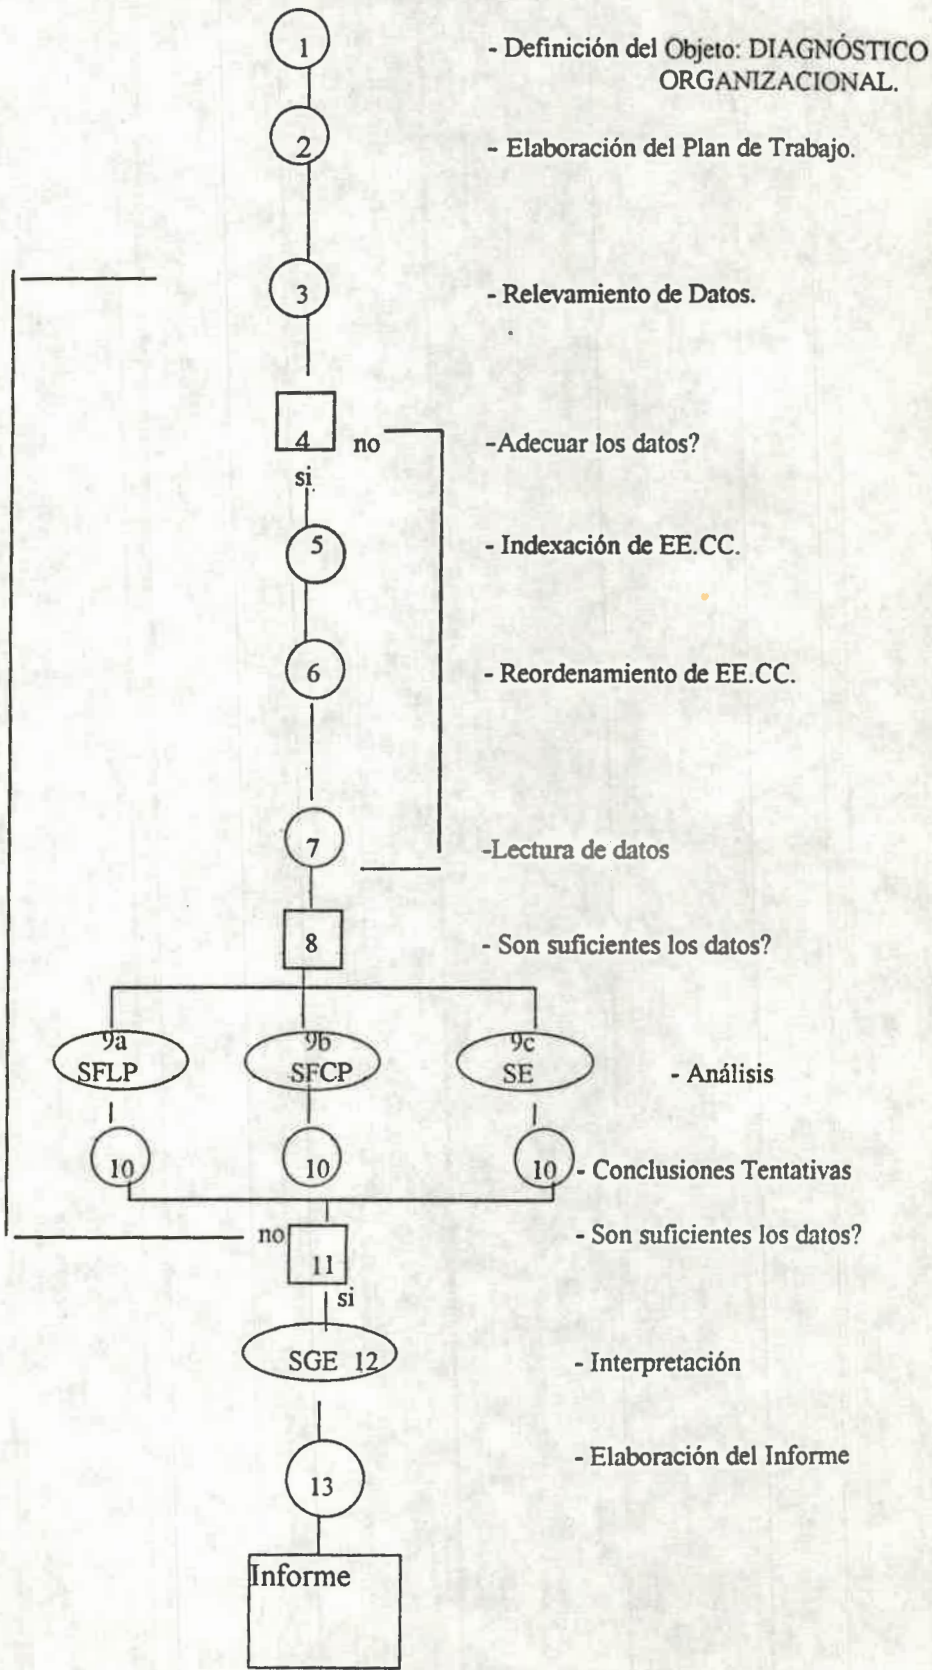 1 - Definición del Objeto: DIAGNÓSTICO
ORGANIZACIONAL.
2 - Elaboración del Plan de Trabajo.
3 - Relevamiento de Datos.
4 no -Adecuar los datos?
si
5 - Indexación de EE.CC.
6 - Reordenamiento de EE.CC.
7 -Lectura de datos
8 - Son suficientes los datos?
9a 9b 9c
SFLP SFCP SE - Análisis
10 10 10 - Conclusiones Tentativas
no 11 - Son suficientes los datos?
si
SGE 12 - Interpretación
13 - Elaboración del Informe
Informe